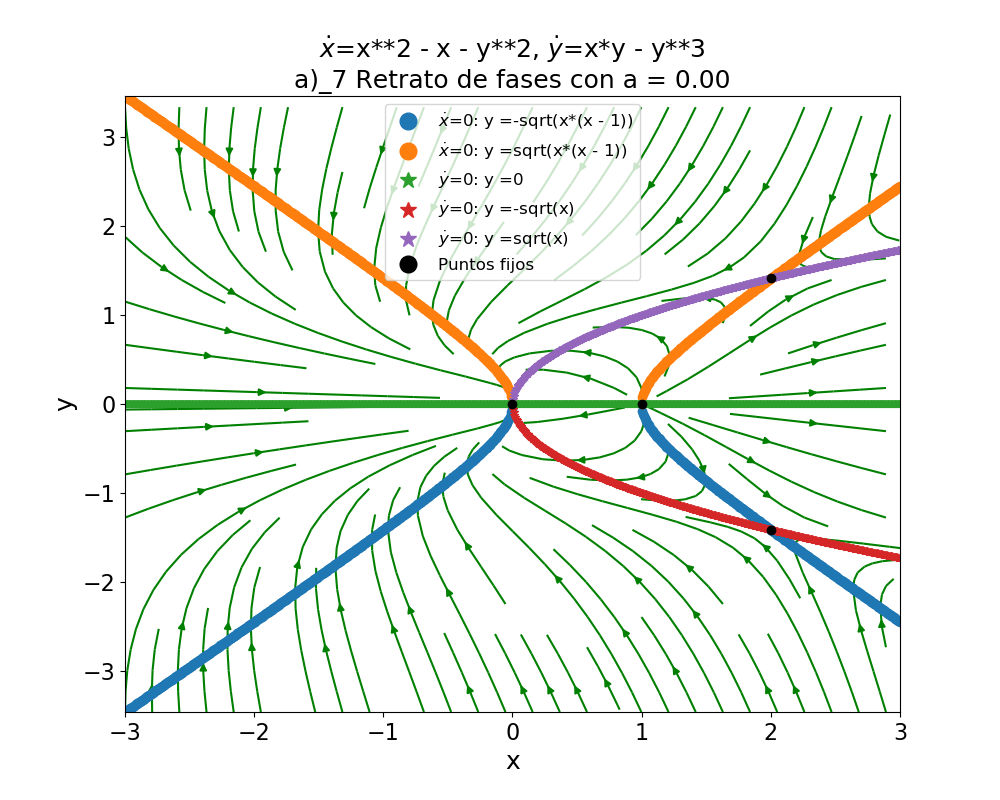 ẋ=x**2 - x - y**2, ẏ=x*y - y**3
a)_7 Retrato de fases con a = 0.00
ẋ=0: y =-sqrt(x*(x - 1))
ẋ=0: y =sqrt(x*(x - 1))
ẏ=0: y =0
ẏ=0: y =-sqrt(x)
ẏ=0: y =sqrt(x)
Puntos fijos
y
3
2
1
0
−1
−2
−3
−3 −2 −1 0 1 2 3
x